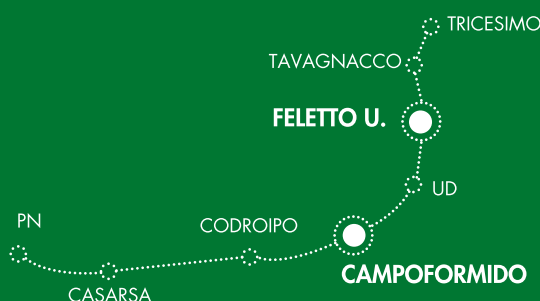 TRICESIMO
TAVAGNACCO
FELETTO U.
UD
PN
CODROIPO
CAMPOFORMIDO
CASARSA